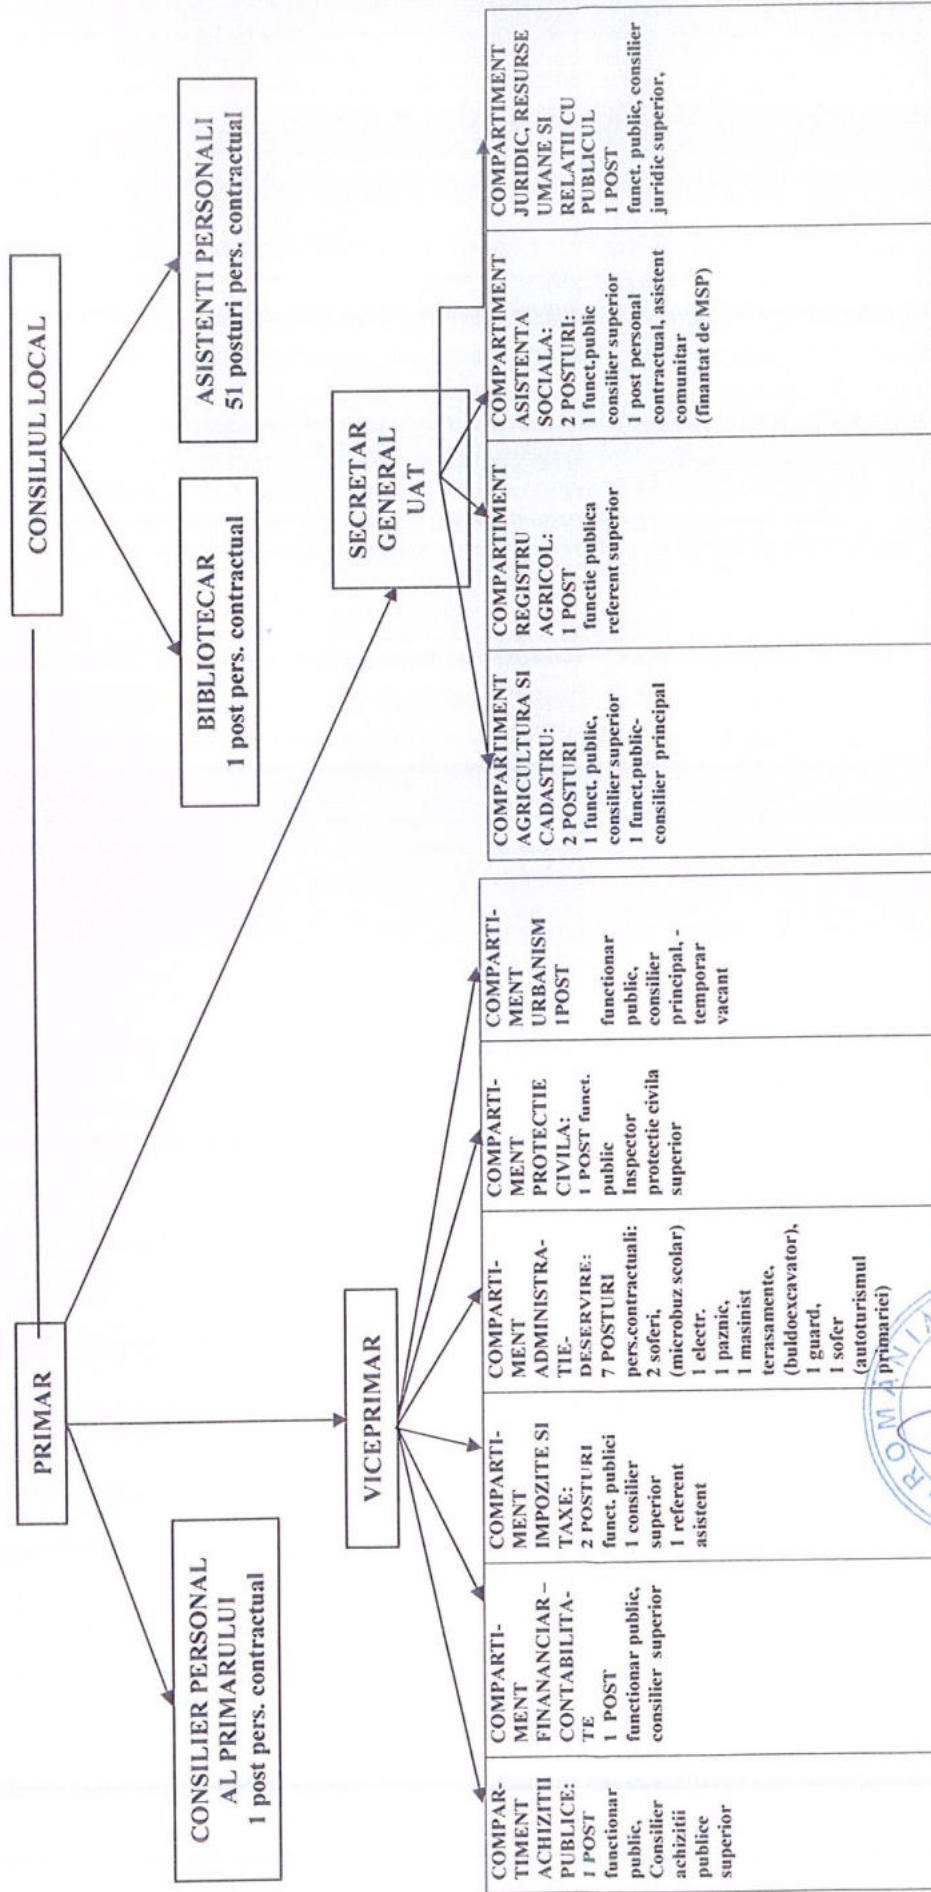 CONSILIUL LOCAL
PRIMAR
BIBLIOTECAR
1 post pers. contractual
ASISTENTI PERSONALI
51 posturi pers. contractual
CONSILIER PERSONAL
AL PRIMARULUI
1 post pers. contractual
VICEPRIMAR
SECRETAR
GENERAL
UAT
COMPAR-
TIMENT
ACHIZITII
PUBLICE:
1 POST
functionar
public,
Consilier
achizitii
publice
superior
COMPARTI-
MENT
FINANANCIAR –
CONTABILITA-
TE
1 POST
functionar public,
consilier superior
COMPARTI-
MENT
IMPOZITE SI
TAXE:
2 POSTURI
funct. publici
1 consilier
superior
1 referent
asistent
COMPARTI-
MENT
ADMINISTRA-
TIE-
DESERVIRE:
7 POSTURI
pers.contractuali:
2 soferi,
(microbuz scolar)
1 electr.
1 paznic,
1 masinist
terasamente,
(buldoexcavator),
1 guard,
1 sofer
(autoturismul
primariei)
COMPARTI-
MENT
PROTECTIE
CIVILA:
1 POST funct.
public
Inspector
protectie civila
superior
COMPARTI-
MENT
URBANISM
1POST
functionar
public,
consilier
principal, -
temporar
vacant
COMPARTIMENT
AGRICULTURA SI
CADASTRU:
2 POSTURI
1 funct. public,
consilier superior
1 funct.public-
consilier principal
COMPARTIMENT
REGISTRU
AGRICOL:
1 POST
functie publica
referent superior
COMPARTIMENT
ASISTENTA
SOCIALA:
2 POSTURI:
1 funct.public
consilier superior
1 post personal
contractual, asistent
comunitar
(finantat de MSP)
COMPARTIMENT
JURIDIC, RESURSE
UMANE SI
RELATII CU
PUBLICUL
1 POST
funct. public, consilier
juridic superior,